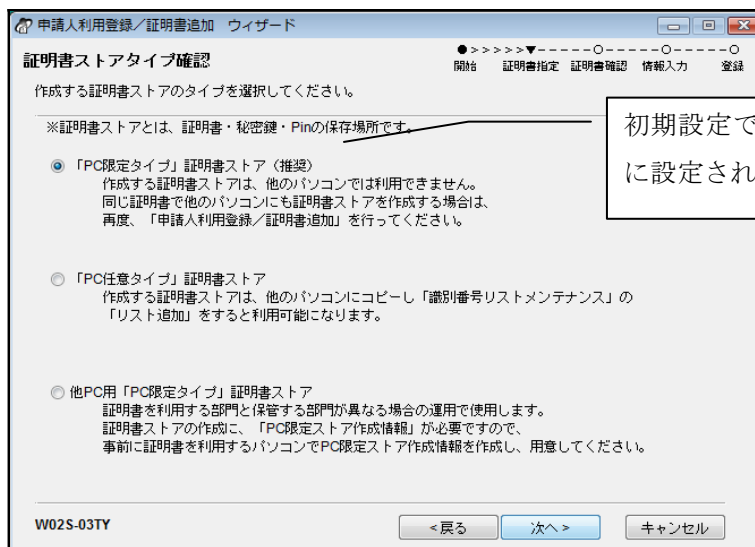 申請人利用登録／証明書追加 ウィザード
証明書ストアタイプ確認
●>>>>>▼-----○-----○-----○
開始 証明書指定 証明書確認 情報入力 登録
作成する証明書ストアのタイプを選択してください。
※証明書ストアとは、証明書・秘密鍵・Pinの保存場所です。
初期設定で
に設定され
「PC限定タイプ」証明書ストア（推奨）
作成する証明書ストアは、他のパソコンでは利用できません。
同じ証明書で他のパソコンにも証明書ストアを作成する場合は、
再度、「申請人利用登録／証明書追加」を行ってください。
「PC任意タイプ」証明書ストア
作成する証明書ストアは、他のパソコンにコピーし「識別番号リストメンテナンス」の
「リスト追加」をすると利用可能になります。
他PC用「PC限定タイプ」証明書ストア
証明書を利用する部門と保管する部門が異なる場合の運用で使用します。
証明書ストアの作成に、「PC限定ストア作成情報」が必要ですので、
事前に証明書を利用するパソコンでPC限定ストア作成情報を作成し、用意してください。
W02S-03TY
<戻る 次へ> キャンセル